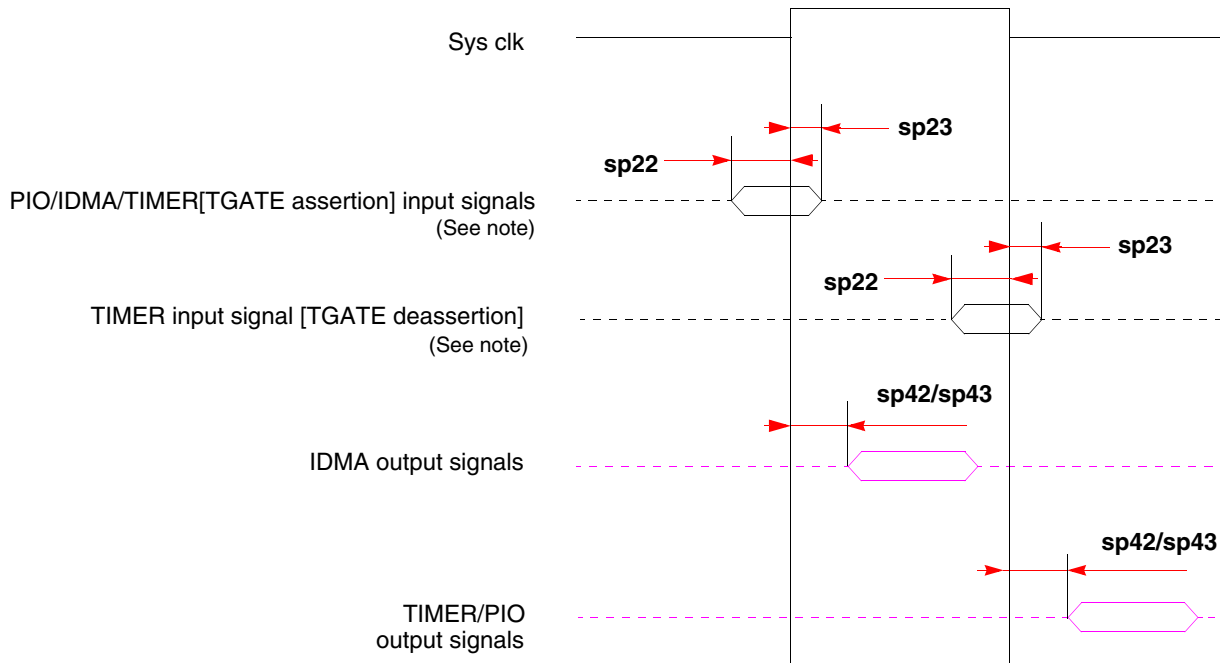 Sys clk
sp23
sp22
PIO/IDMA/TIMER[TGATE assertion] input signals
(See note)
sp23
sp22
TIMER input signal [TGATE deassertion]
(See note)
sp42/sp43
IDMA output signals
sp42/sp43
TIMER/PIO
output signals